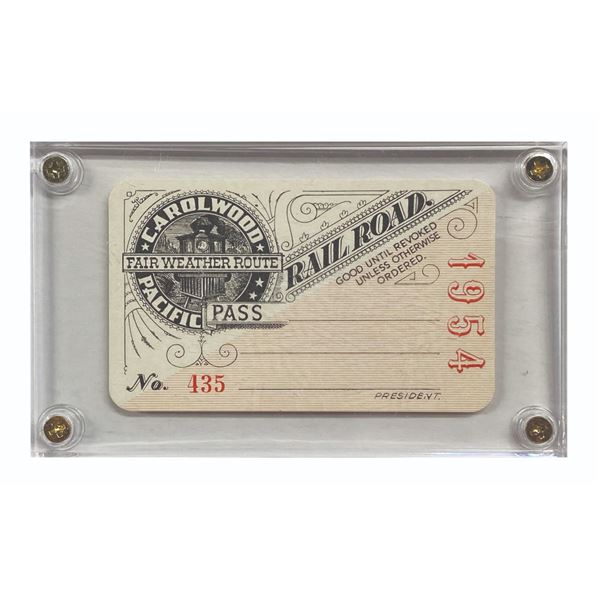 CAROLWOOD
FAIR WEATHER ROUTE
PACIFIC
PASS
RAIL ROAD.
GOOD UNTIL REVOKED
UNLESS OTHERWISE
ORDERED.
1954
No. 435
PRESIDENT.